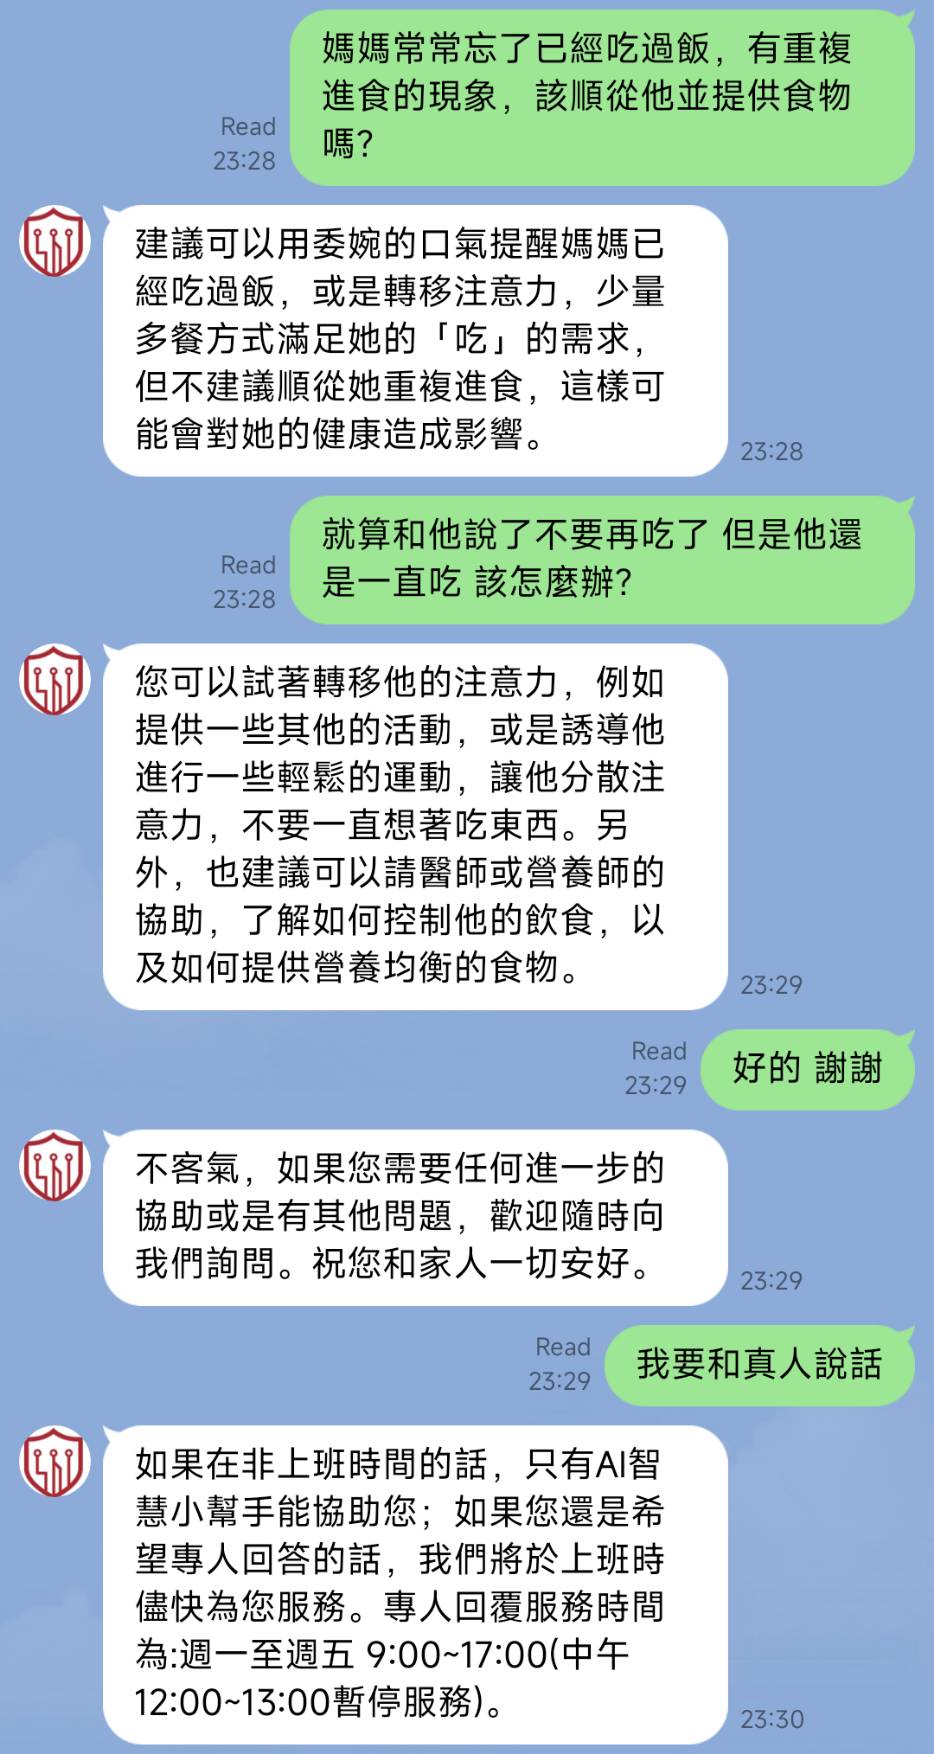 媽媽常常忘了已經吃過飯，有重複
進食的現象，該順從他並提供食物
嗎?
Read
23:28
建議可以用委婉的口氣提醒媽媽已
經吃過飯，或是轉移注意力，少量
多餐方式滿足她的「吃」的需求，
但不建議順從她重複進食，這樣可
能會對她的健康造成影響。
23:28
就算和他說了不要再吃了 但是他還
是一直吃 該怎麼辦?
Read
23:28
您可以試著轉移他的注意力，例如
提供一些其他的活動，或是誘導他
進行一些輕鬆的運動，讓他分散注
意力，不要一直想著吃東西。另
外，也建議可以請醫師或營養師的
協助，了解如何控制他的飲食，以
及如何提供營養均衡的食物。
23:29
Read
23:29
好的 謝謝
不客氣，如果您需要任何進一步的
協助或是有其他問題，歡迎隨時向
我們詢問。祝您和家人一切安好。
23:29
Read
23:29
我要和真人說話
如果在非上班時間的話，只有AI智
慧小幫手能協助您；如果您還是希
望專人回答的話，我們將於上班時
儘快為您服務。專人回覆服務時間
為:週一至週五 9:00~17:00(中午
12:00~13:00暫停服務)。
23:30